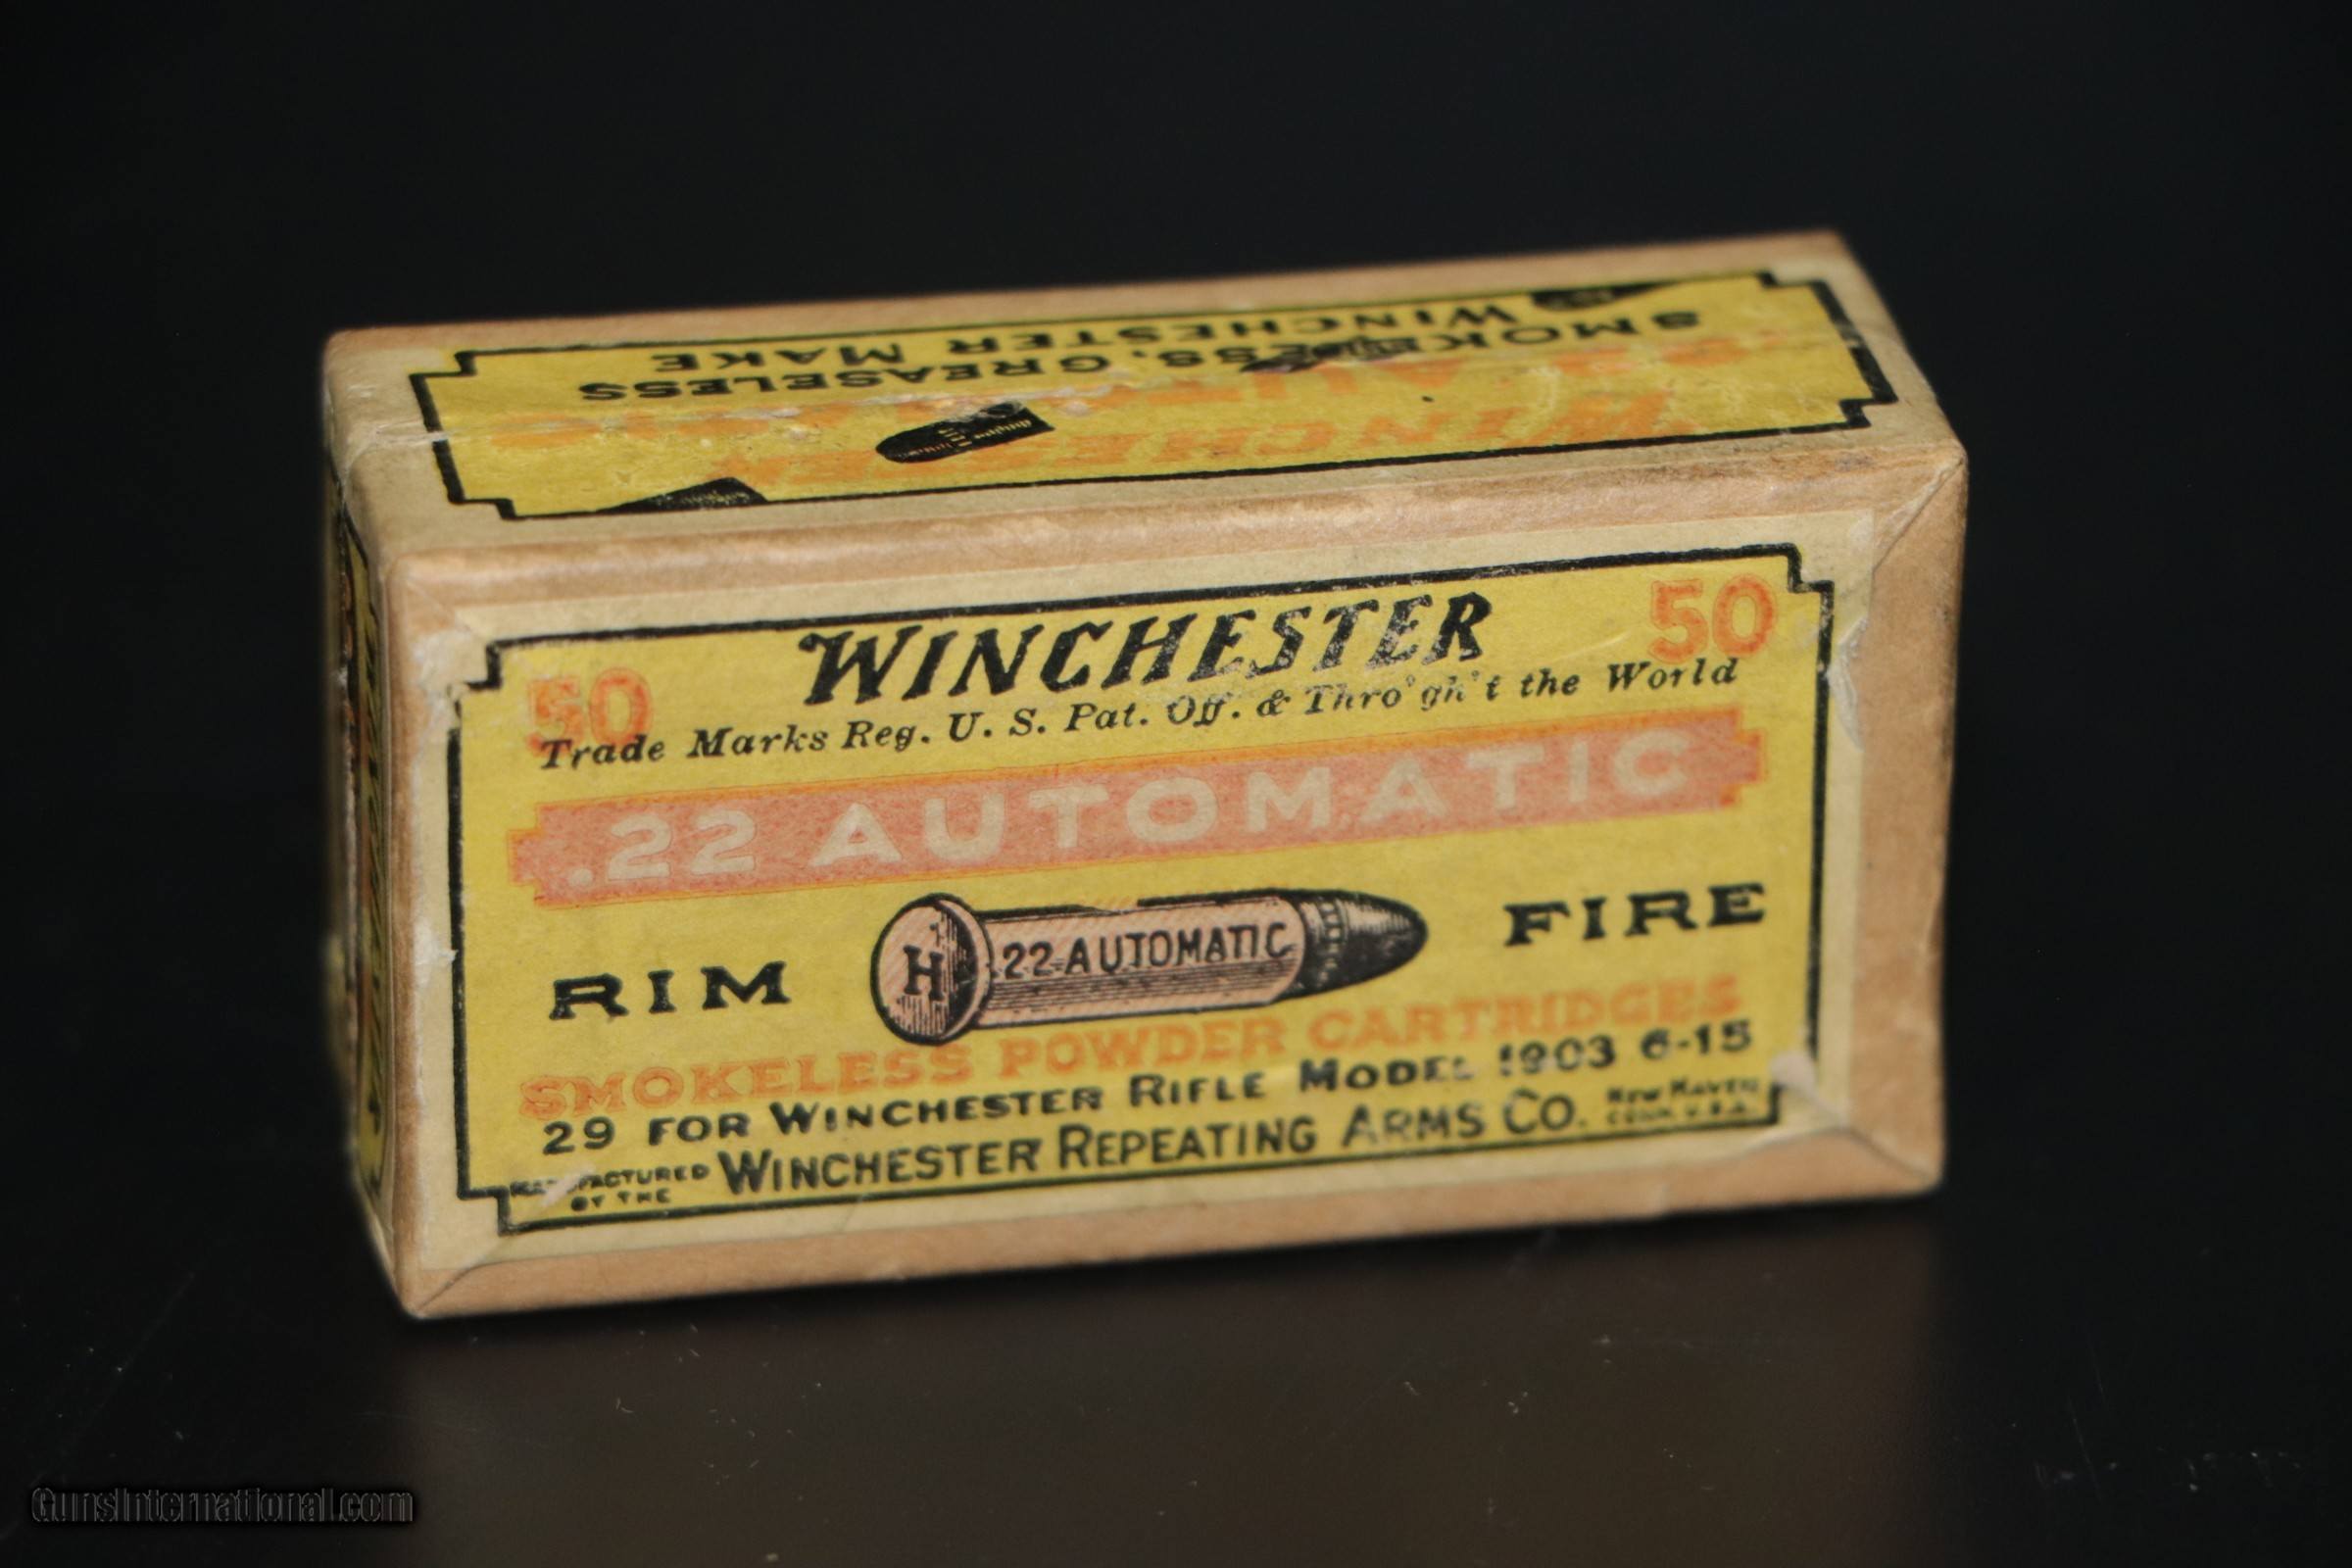 SMOKELESS, GREASELESS
WINCHESTER MAKE
50 WINCHESTER 50
Trade Marks Reg. U. S. Pat. Off. & Thro'gh't the World
.22 AUTOMATIC
RIM FIRE
H .22-AUTOMATIC
SMOKELESS POWDER CARTRIDGES
29 FOR WINCHESTER RIFLE MODEL 1903 6-15
MANUFACTURED BY THE WINCHESTER REPEATING ARMS CO. NEW HAVEN CONN. U.S.A.
GunsInternational.com